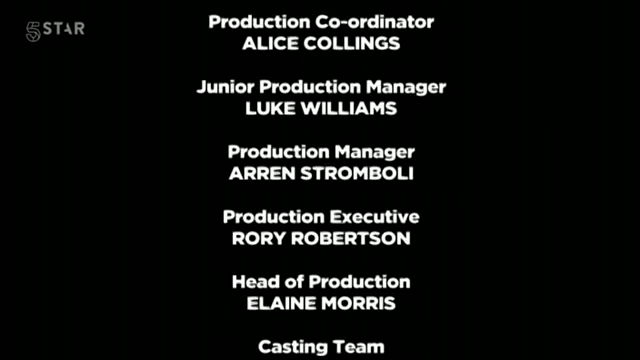 5STAR
Production Co-ordinator
ALICE COLLINGS
Junior Production Manager
LUKE WILLIAMS
Production Manager
ARREN STROMBOLI
Production Executive
RORY ROBERTSON
Head of Production
ELAINE MORRIS
Casting Team